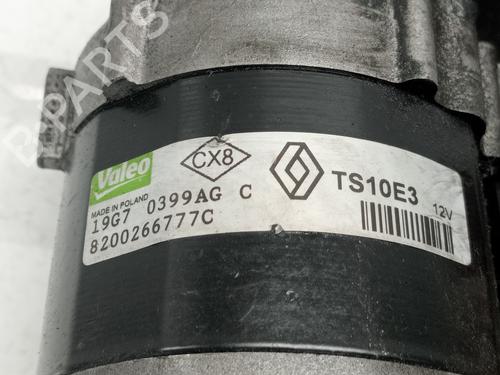 Valeo
CX8
TS10E3
MADE IN POLAND
12V
19G7 0399AG C
8200266777C
B-PARTS